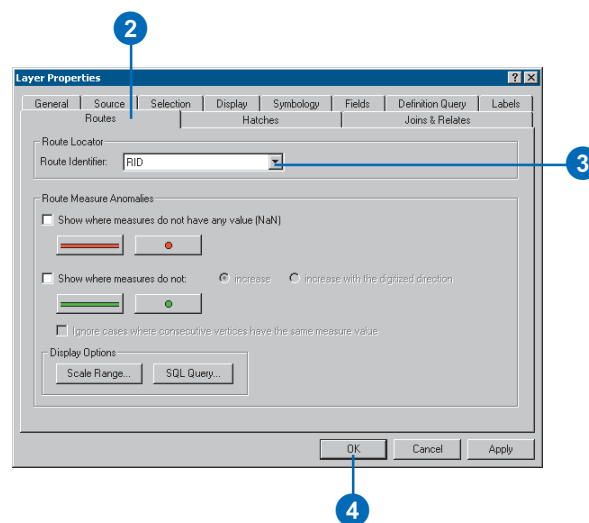 2
Layer Properties
General Source Selection Display Symbology Fields Definition Query Labels
Routes Hatches Joins & Relates
Route Locator
Route Identifier: RID
3
Route Measure Anomalies
Show where measures do not have any value (NaN)
Show where measures do not: increase increase with the digitized direction
Ignore cases where consecutive vertices have the same measure value
Display Options
Scale Range... SQL Query...
OK Cancel Apply
4